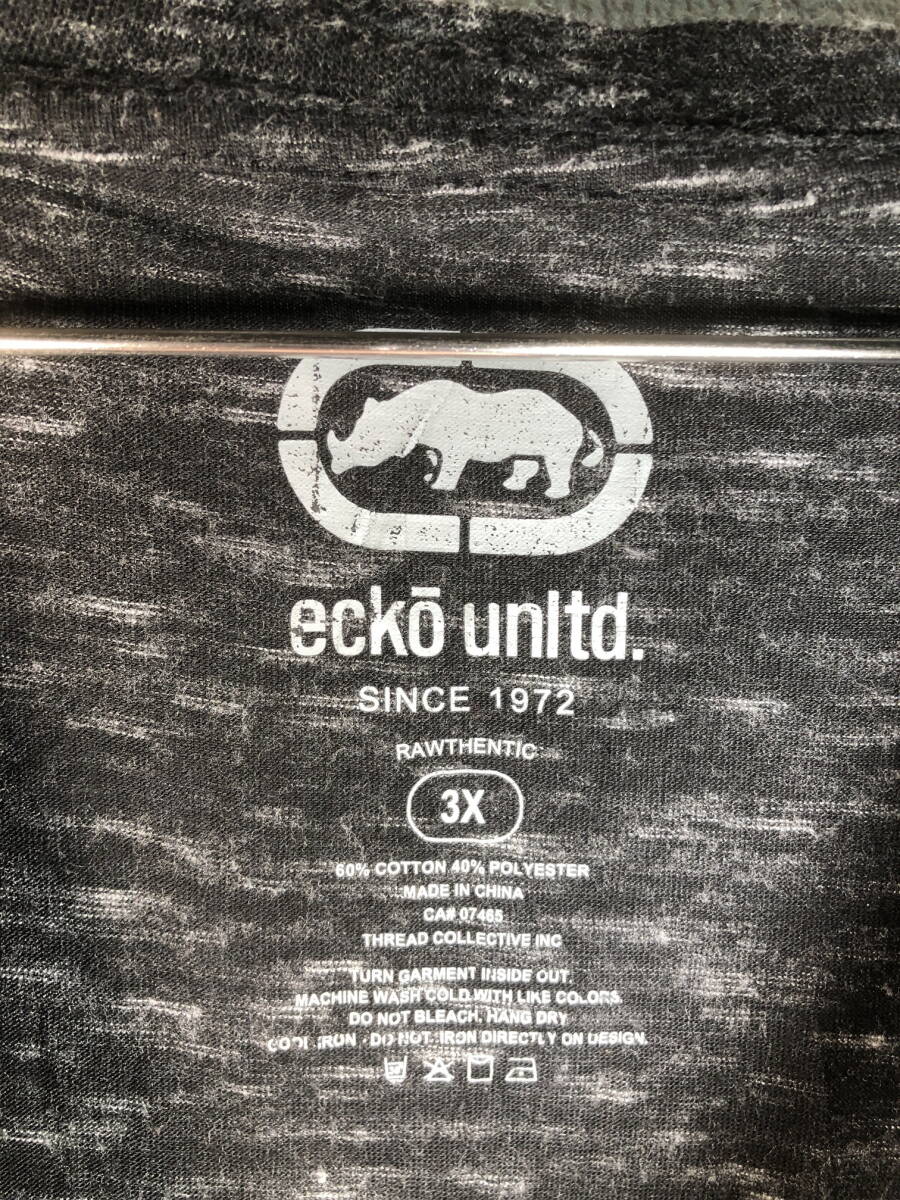 eckō unltd.
SINCE 1972
RAWTHENTIC
3X
60% COTTON 40% POLYESTER
MADE IN CHINA
CA# 07465
THREAD COLLECTIVE INC
TURN GARMENT INSIDE OUT.
MACHINE WASH COLD WITH LIKE COLORS.
DO NOT BLEACH. HANG DRY
COOL IRON - DO NOT IRON DIRECTLY ON DESIGN.
30°